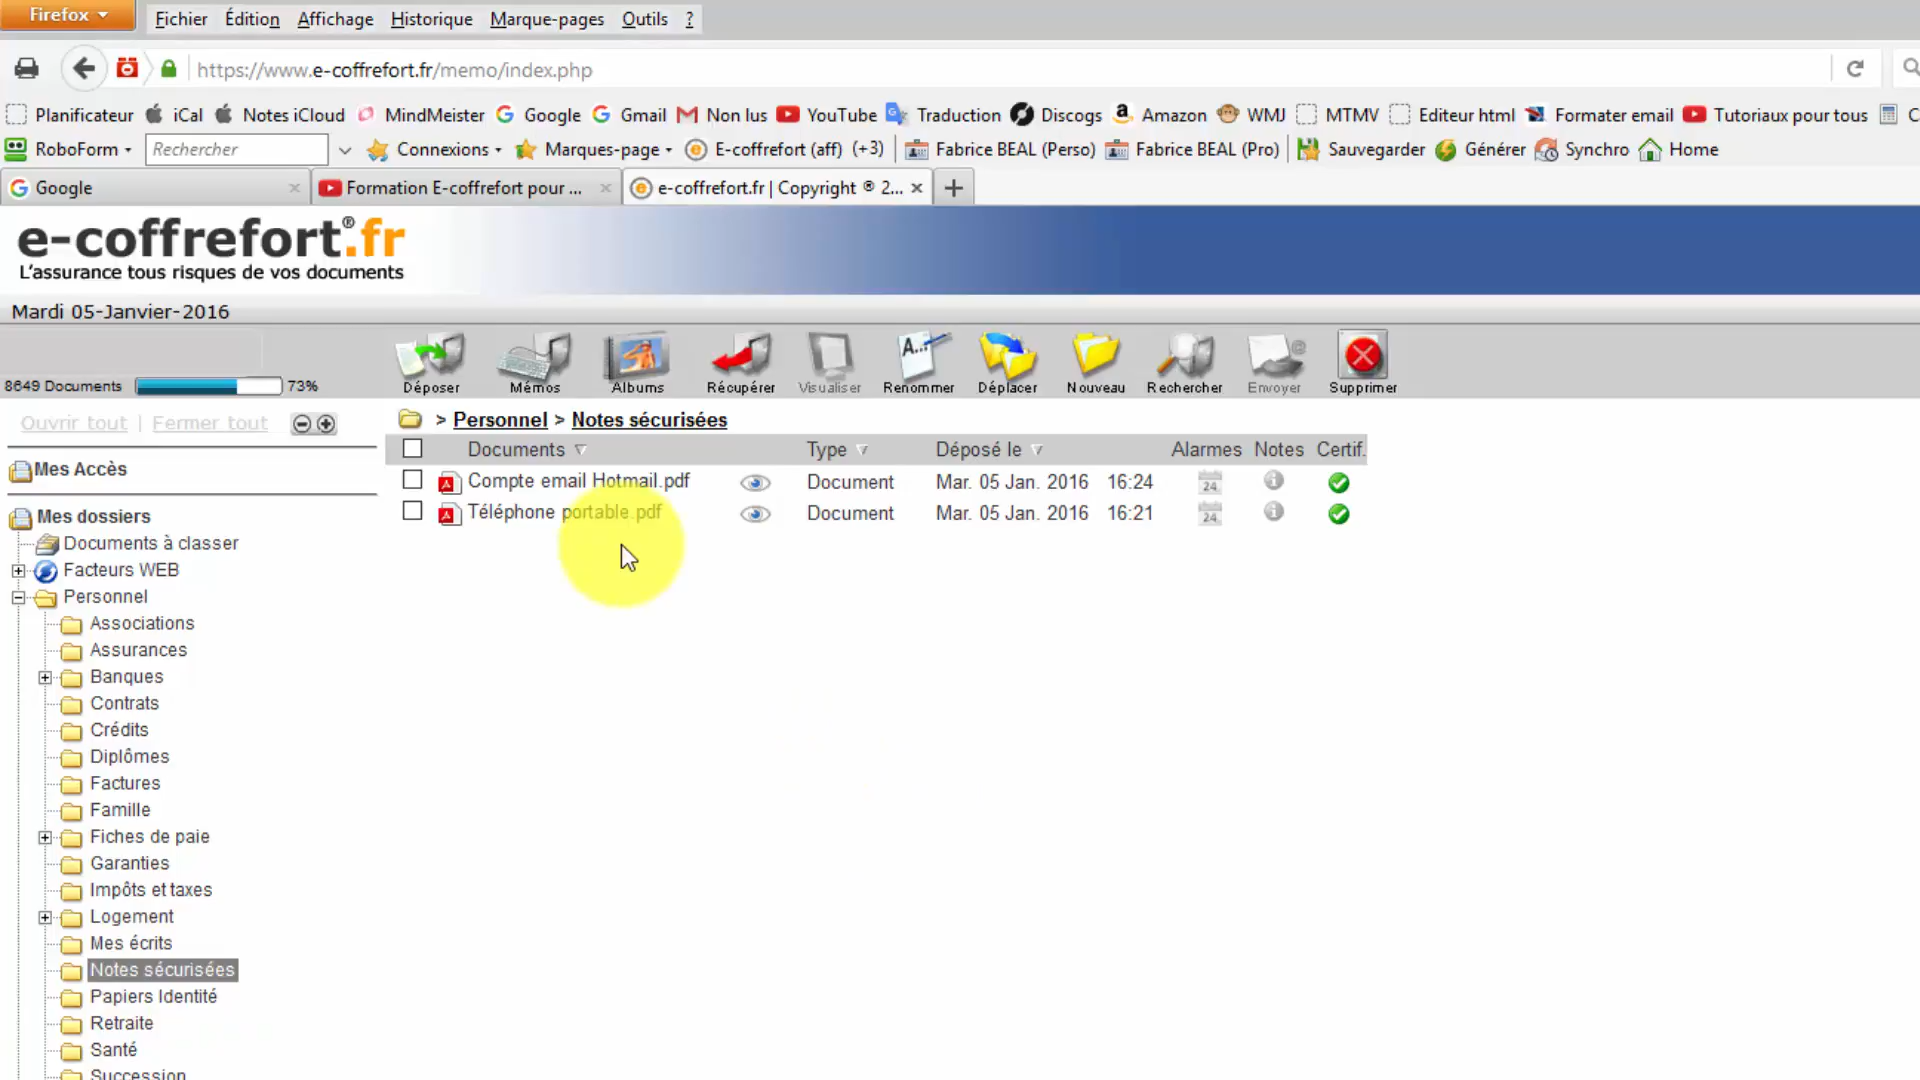 Firefox
Fichier Édition Affichage Historique Marque-pages Outils ?
https://www.e-coffrefort.fr/memo/index.php
Planificateur iCal Notes iCloud MindMeister Google Gmail Non lus YouTube Traduction Discogs Amazon WMJ MTMV Editeur html Formater email Tutoriaux pour tous C
RoboForm Rechercher Connexions Marques-page E-coffrefort (aff) (+3) Fabrice BEAL (Perso) Fabrice BEAL (Pro) Sauvegarder Générer Synchro Home
Google Formation E-coffrefort pour ... e-coffrefort.fr | Copyright ® 2...
e-coffrefort®.fr
L'assurance tous risques de vos documents
Mardi 05-Janvier-2016
8649 Documents 73% Déposer Mémos Albums Récupérer Visualiser Renommer Déplacer Nouveau Rechercher Envoyer Supprimer
Ouvrir tout | Fermer tout
> Personnel > Notes sécurisées
Documents Type Déposé le Alarmes Notes Certif.
Compte email Hotmail.pdf Document Mar. 05 Jan. 2016 16:24 24
Téléphone portable.pdf Document Mar. 05 Jan. 2016 16:21 24
Mes Accès
Mes dossiers
Documents à classer
Facteurs WEB
Personnel
Associations
Assurances
Banques
Contrats
Crédits
Diplômes
Factures
Famille
Fiches de paie
Garanties
Impôts et taxes
Logement
Mes écrits
Notes sécurisées
Papiers Identité
Retraite
Santé
Succession